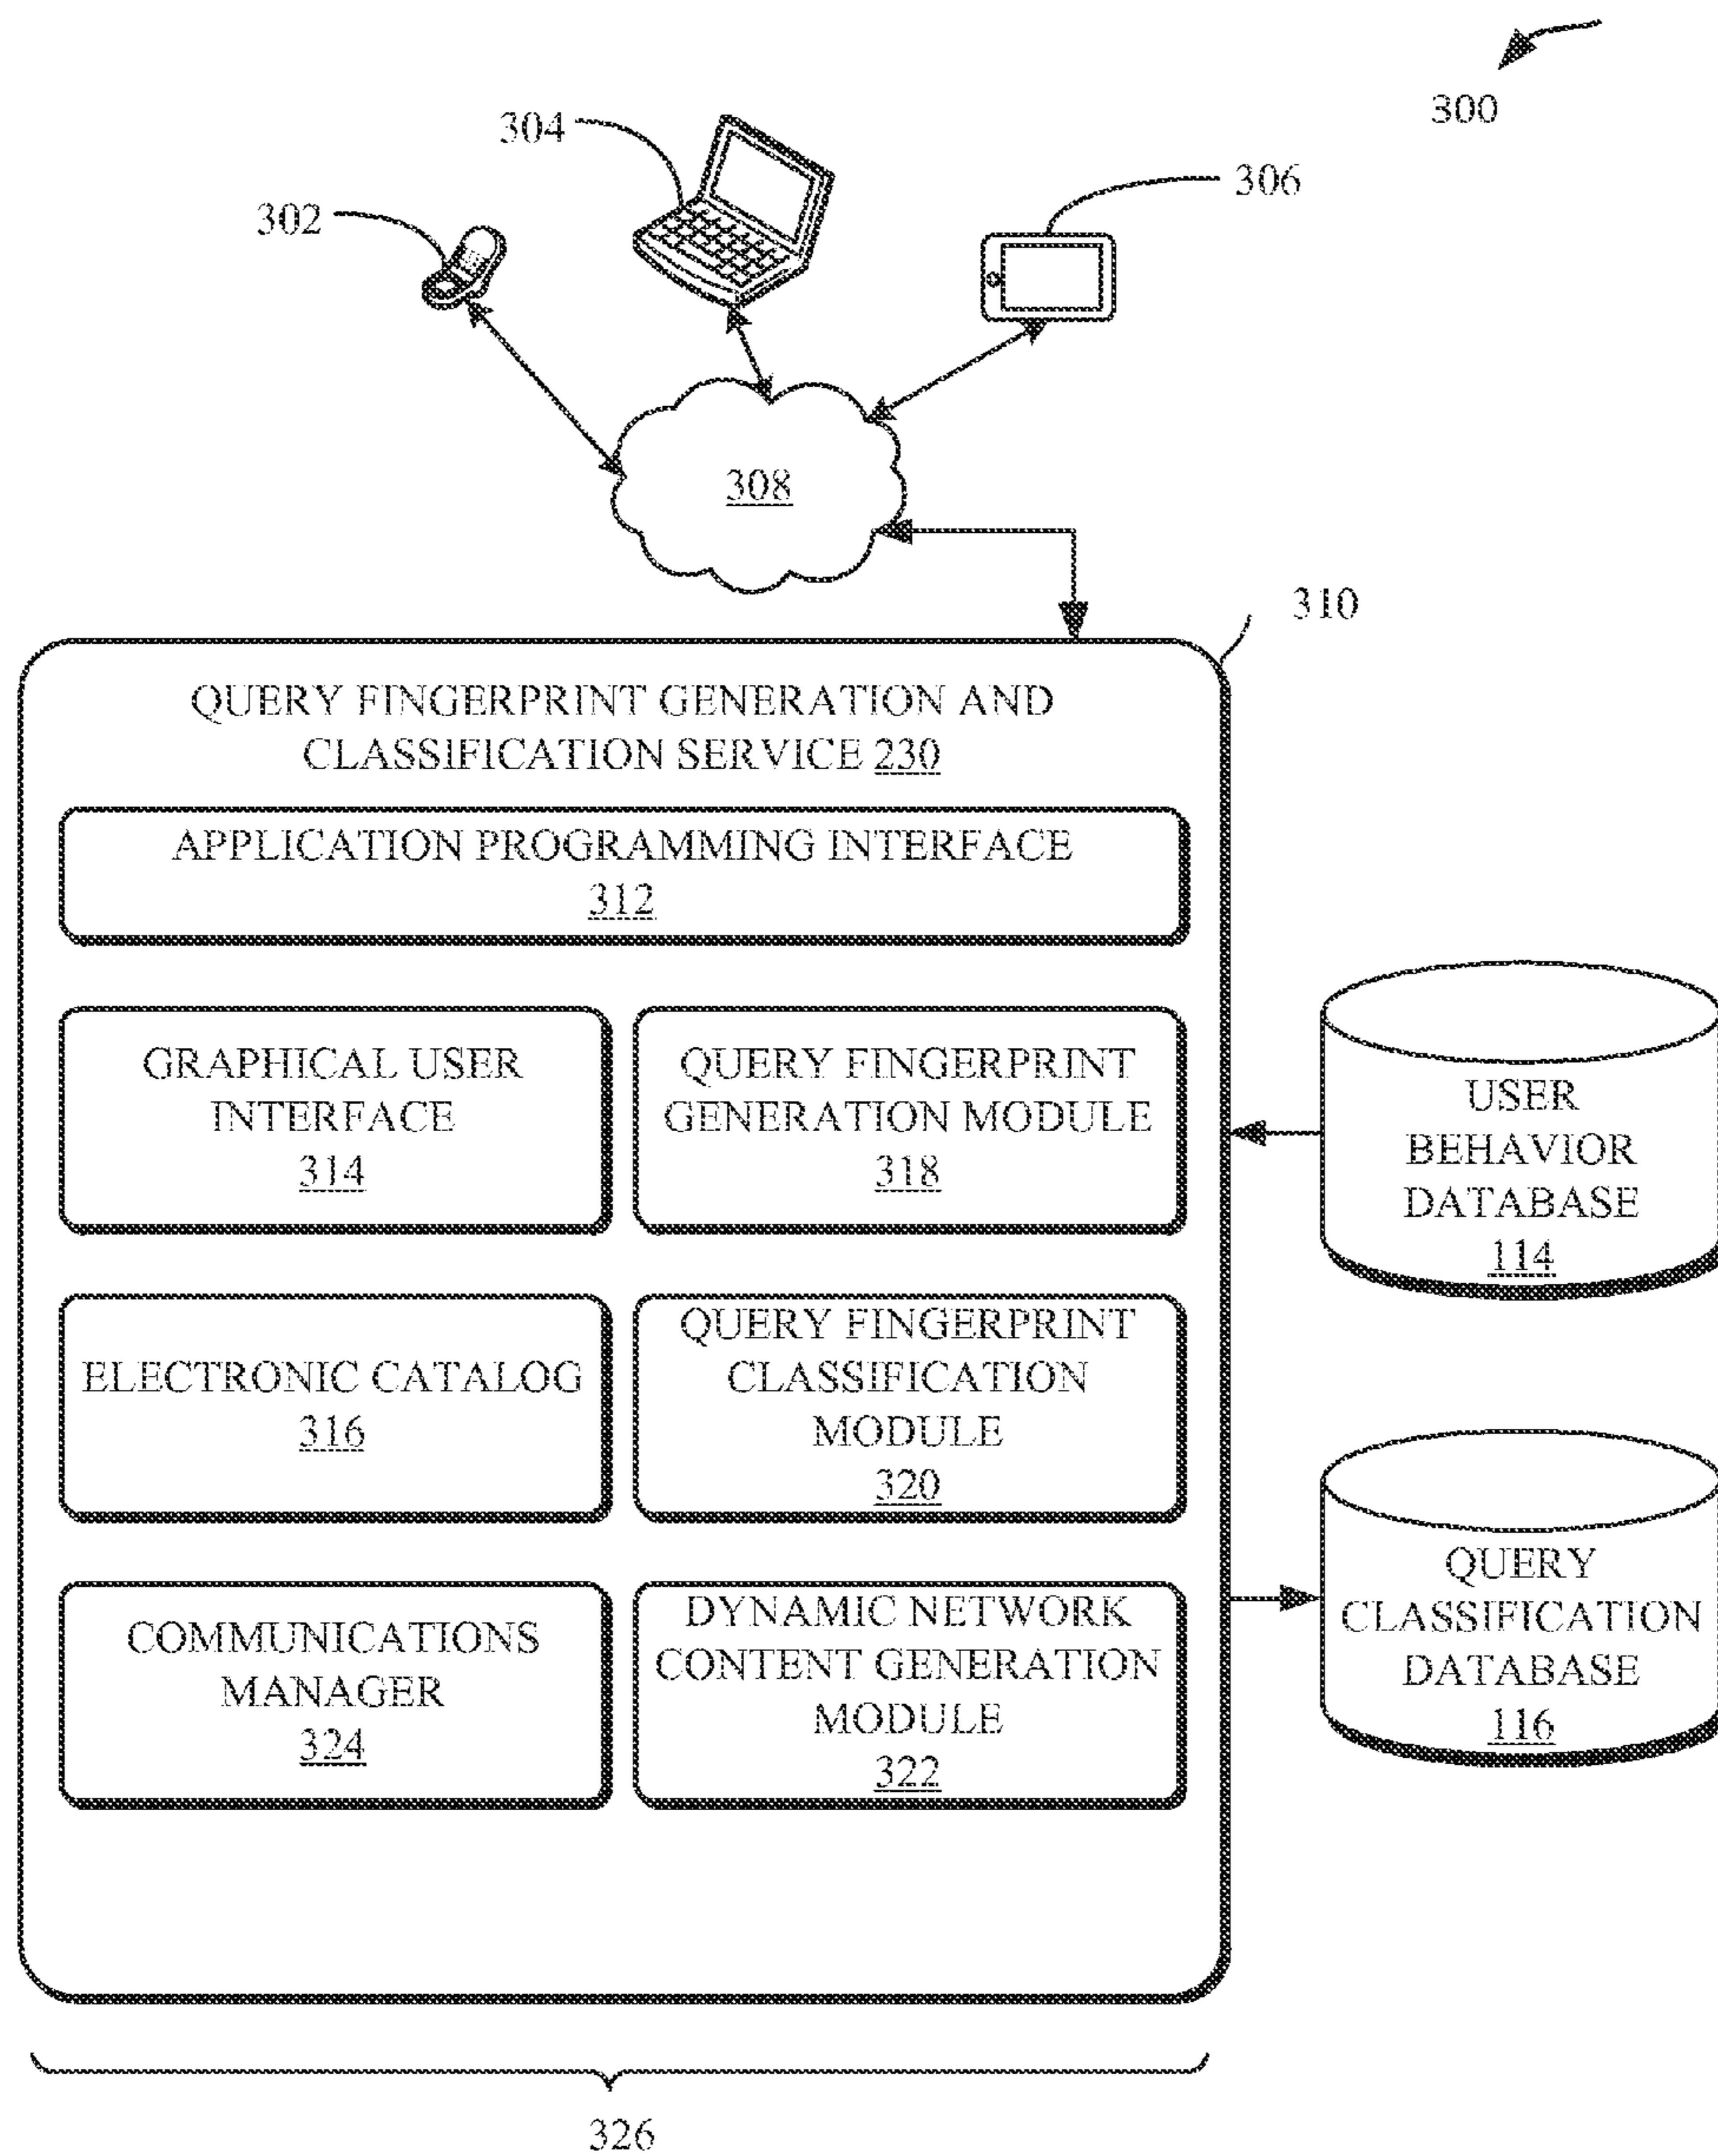 300
304
306
302
308
310
QUERY FINGERPRINT GENERATION AND
CLASSIFICATION SERVICE 230
APPLICATION PROGRAMMING INTERFACE
312
GRAPHICAL USER
INTERFACE
314
QUERY FINGERPRINT
GENERATION MODULE
318
USER
BEHAVIOR
DATABASE
114
ELECTRONIC CATALOG
316
QUERY FINGERPRINT
CLASSIFICATION
MODULE
320
COMMUNICATIONS
MANAGER
324
DYNAMIC NETWORK
CONTENT GENERATION
MODULE
322
QUERY
CLASSIFICATION
DATABASE
116
326